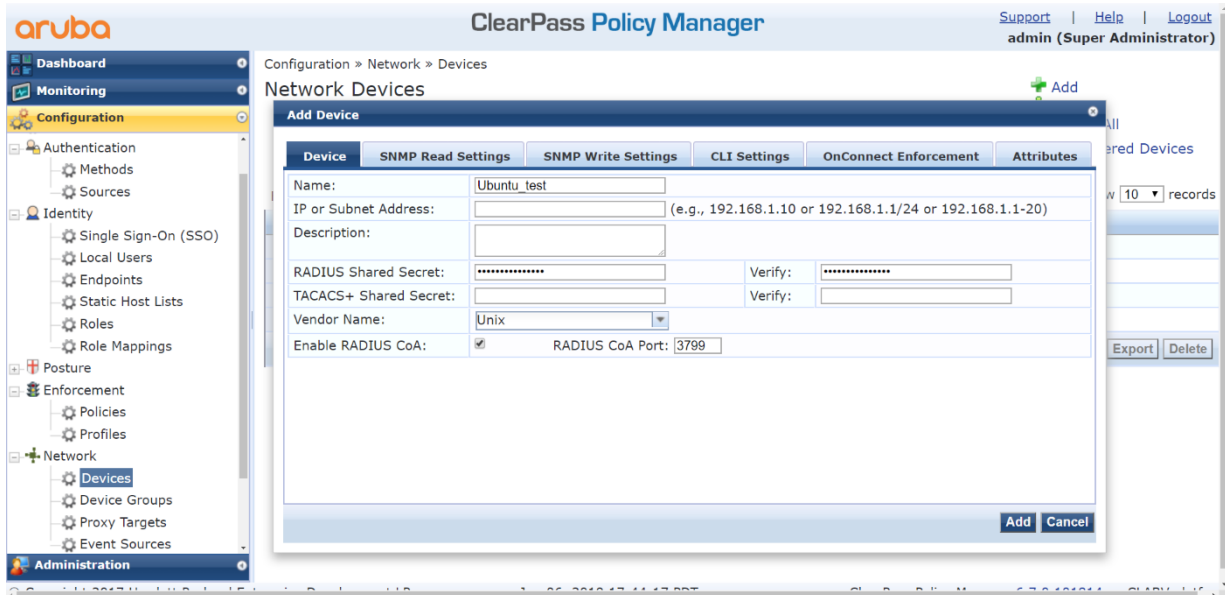 aruba
ClearPass Policy Manager
Support | Help | Logout
admin (Super Administrator)
Dashboard
Monitoring
Configuration
Authentication
Methods
Sources
Identity
Single Sign-On (SSO)
Local Users
Endpoints
Static Host Lists
Roles
Role Mappings
Posture
Enforcement
Policies
Profiles
Network
Devices
Device Groups
Proxy Targets
Event Sources
Administration
Configuration » Network » Devices
Network Devices
Add
All
ered Devices
w 10 records
Add Device
Device SNMP Read Settings SNMP Write Settings CLI Settings OnConnect Enforcement Attributes
Name: Ubuntu_test
IP or Subnet Address: (e.g., 192.168.1.10 or 192.168.1.1/24 or 192.168.1.1-20)
Description:
RADIUS Shared Secret: ••••••••••••••• Verify: •••••••••••••••
TACACS+ Shared Secret: Verify:
Vendor Name: Unix
Enable RADIUS CoA: RADIUS CoA Port: 3799
Export Delete
Add Cancel